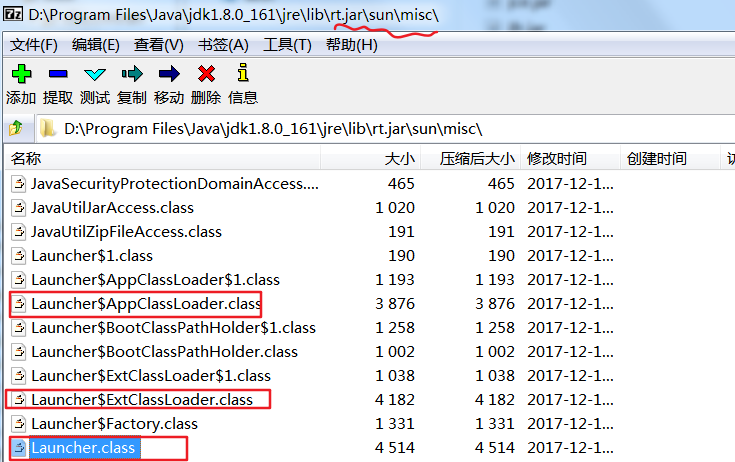 7z D:\Program Files\Java\jdk1.8.0_161\jre\lib\rt.jar\sun\misc\
文件(F) 编辑(E) 查看(V) 书签(A) 工具(T) 帮助(H)
添加 提取 测试 复制 移动 删除 信息
D:\Program Files\Java\jdk1.8.0_161\jre\lib\rt.jar\sun\misc\
名称 大小 压缩后大小 修改时间 创建时间
JavaSecurityProtectionDomainAccess.... 465 465 2017-12-1...
JavaUtilJarAccess.class 1 020 1 020 2017-12-1...
JavaUtilZipFileAccess.class 191 191 2017-12-1...
Launcher$1.class 190 190 2017-12-1...
Launcher$AppClassLoader$1.class 1 193 1 193 2017-12-1...
Launcher$AppClassLoader.class 3 876 3 876 2017-12-1...
Launcher$BootClassPathHolder$1.class 1 258 1 258 2017-12-1...
Launcher$BootClassPathHolder.class 1 002 1 002 2017-12-1...
Launcher$ExtClassLoader$1.class 1 038 1 038 2017-12-1...
Launcher$ExtClassLoader.class 4 182 4 182 2017-12-1...
Launcher$Factory.class 1 331 1 331 2017-12-1...
Launcher.class 4 514 4 514 2017-12-1...